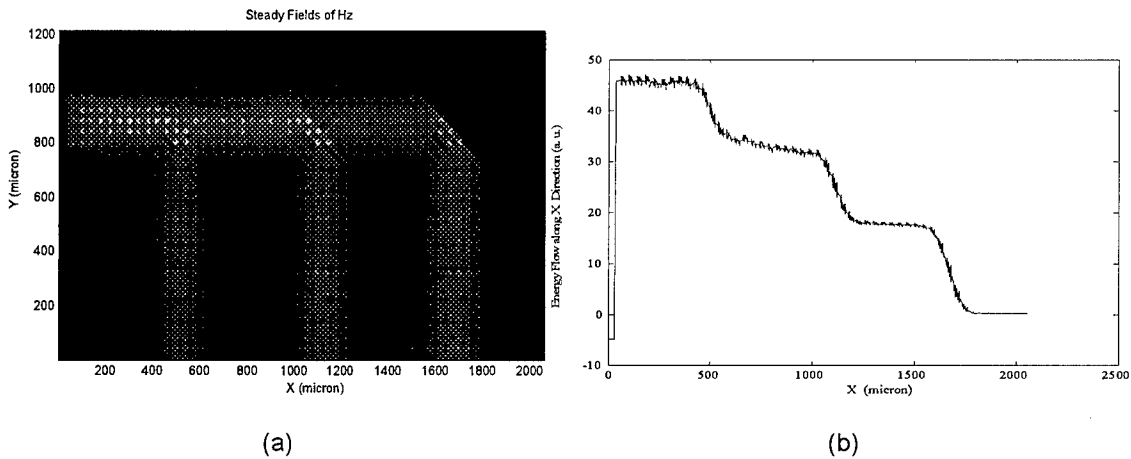 Steady Fields of Hz
1200
1000
800
600
400
200
Y (micron)
200 400 600 800 1000 1200 1400 1600 1800 2000
X (micron)
(a)
50
40
30
20
10
0
-10
Energy Flow along X Direction (a. u.)
0 500 1000 1500 2000 2500
X (micron)
(b)